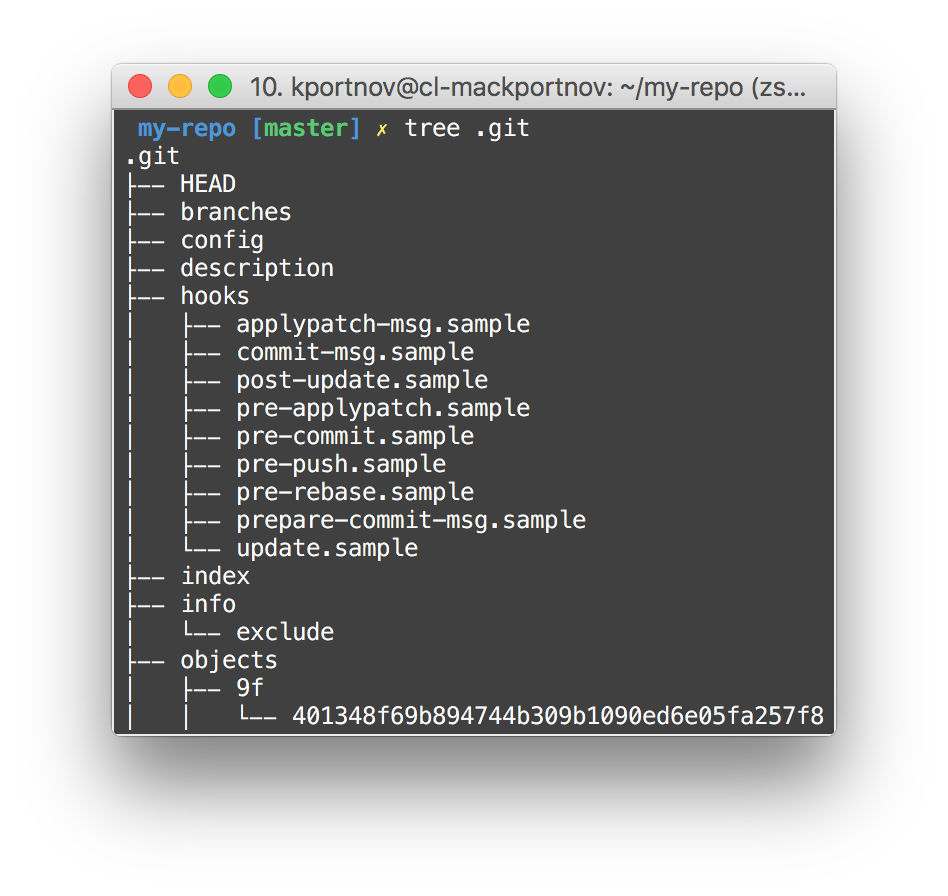 10. kportnov@cl-mackportnov: ~/my-repo (zs...
my-repo [master] ✗ tree .git
.git
├── HEAD
├── branches
├── config
├── description
├── hooks
│   ├── applypatch-msg.sample
│   ├── commit-msg.sample
│   ├── post-update.sample
│   ├── pre-applypatch.sample
│   ├── pre-commit.sample
│   ├── pre-push.sample
│   ├── pre-rebase.sample
│   ├── prepare-commit-msg.sample
│   └── update.sample
├── index
├── info
│   └── exclude
├── objects
│   ├── 9f
│   │   └── 401348f69b894744b309b1090ed6e05fa257f8